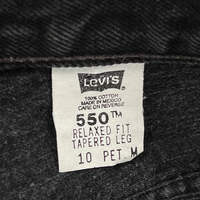 Levi's
100% COTTON
MADE IN MEXICO
CARE ON REVERSE
550™
RELAXED FIT
TAPERED LEG
10 PET. M